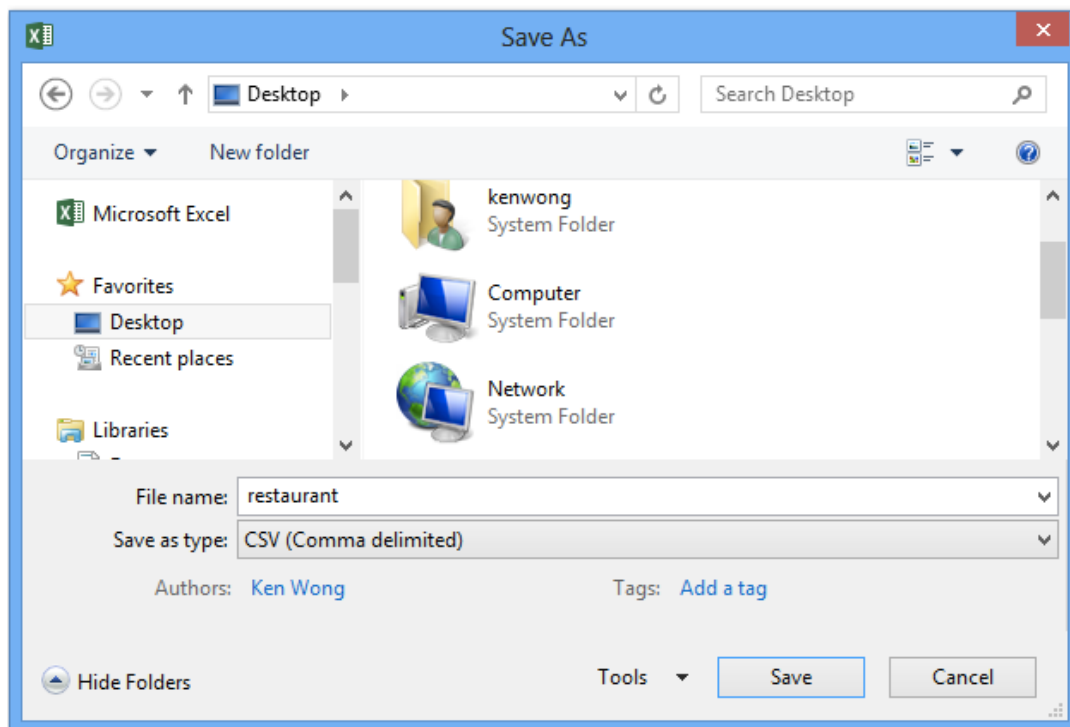 Save As
Desktop
Search Desktop
Organize
New folder
Microsoft Excel
Favorites
Desktop
Recent places
Libraries
kenwong
System Folder
Computer
System Folder
Network
System Folder
File name: restaurant
Save as type: CSV (Comma delimited)
Authors: Ken Wong Tags: Add a tag
Hide Folders
Tools
Save
Cancel